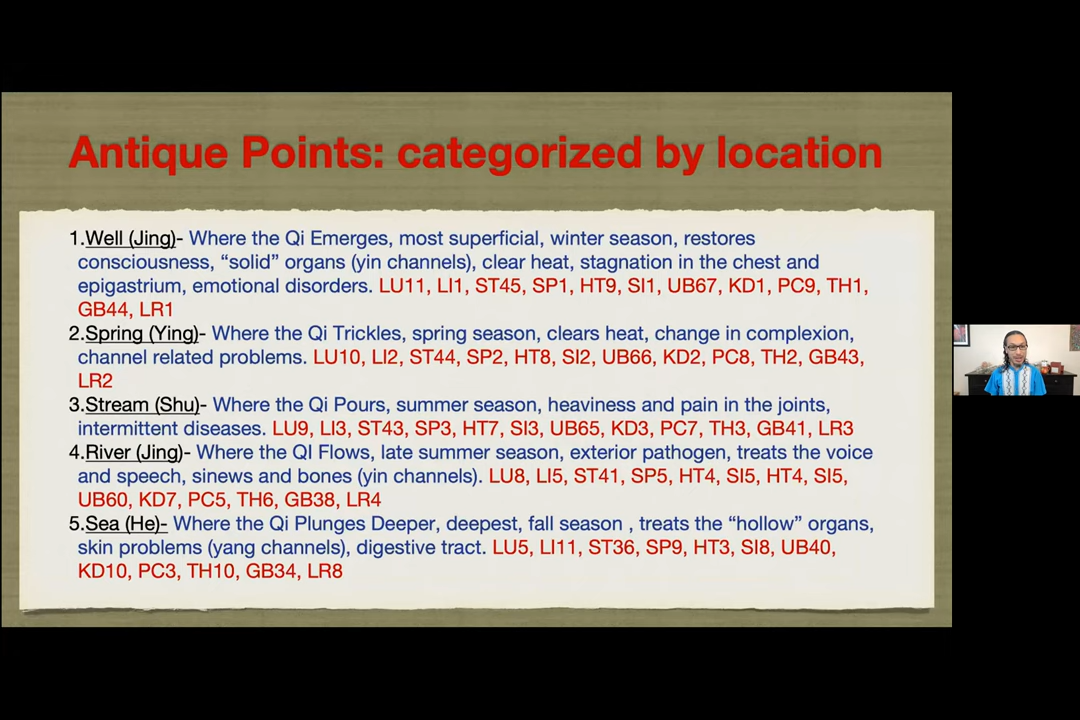 Antique Points: categorized by location
1.Well (Jing)- Where the Qi Emerges, most superficial, winter season, restores
consciousness, “solid” organs (yin channels), clear heat, stagnation in the chest and
epigastrium, emotional disorders. LU11, LI1, ST45, SP1, HT9, SI1, UB67, KD1, PC9, TH1,
GB44, LR1
2.Spring (Ying)- Where the Qi Trickles, spring season, clears heat, change in complexion,
channel related problems. LU10, LI2, ST44, SP2, HT8, SI2, UB66, KD2, PC8, TH2, GB43,
LR2
3.Stream (Shu)- Where the Qi Pours, summer season, heaviness and pain in the joints,
intermittent diseases. LU9, LI3, ST43, SP3, HT7, SI3, UB65, KD3, PC7, TH3, GB41, LR3
4.River (Jing)- Where the QI Flows, late summer season, exterior pathogen, treats the voice
and speech, sinews and bones (yin channels). LU8, LI5, ST41, SP5, HT4, SI5, HT4, SI5,
UB60, KD7, PC5, TH6, GB38, LR4
5.Sea (He)- Where the Qi Plunges Deeper, deepest, fall season , treats the “hollow” organs,
skin problems (yang channels), digestive tract. LU5, LI11, ST36, SP9, HT3, SI8, UB40,
KD10, PC3, TH10, GB34, LR8